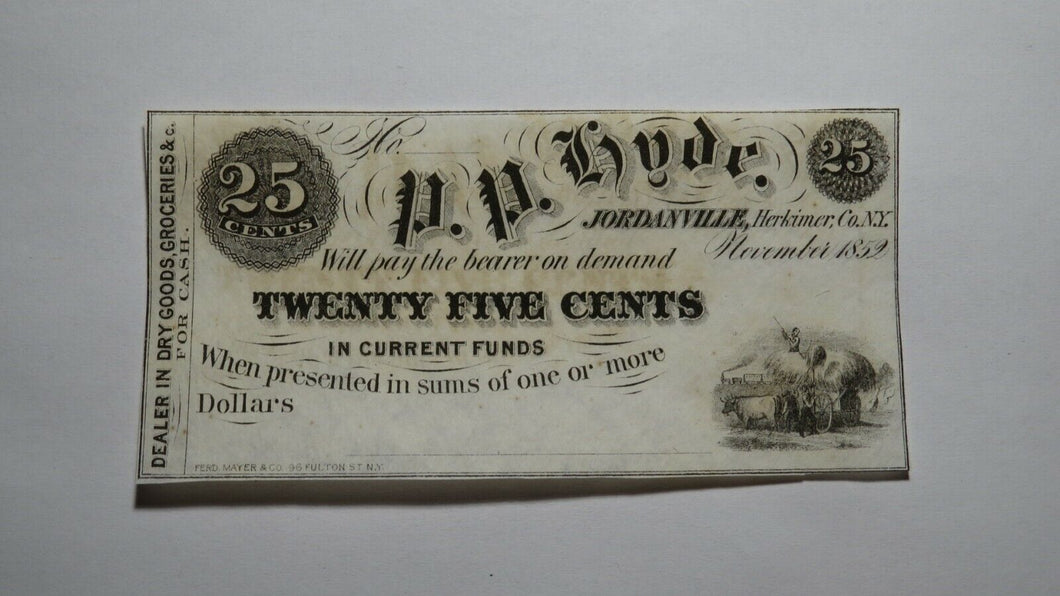 DEALER IN DRY GOODS, GROCERIES & c.
FOR CASH.
25
CENTS
No.
P. P. Hyde.
25
JORDANVILLE, Herkimer, Co. N.Y.
November 1852
Will pay the bearer on demand
TWENTY FIVE CENTS
IN CURRENT FUNDS
When presented in sums of one or more
Dollars
FERD. MAYER & CO. 96 FULTON ST. N.Y.